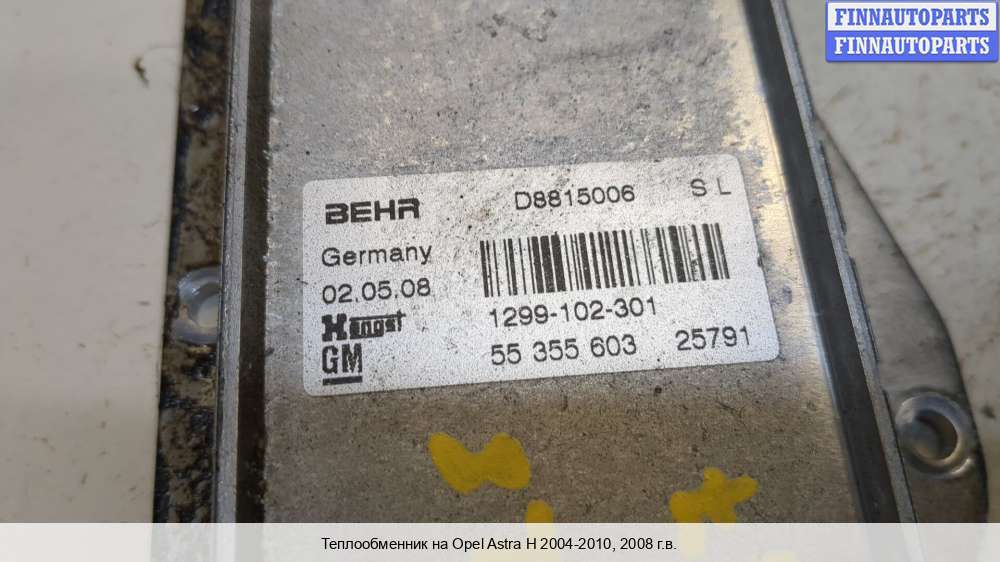 FINNAUTOPARTS
FINNAUTOPARTS
BEHR D8815006 S L
Germany
02.05.08
Hengst 1299-102-301
GM 55 355 603 25791
Теплообменник на Opel Astra H 2004-2010, 2008 г.в.